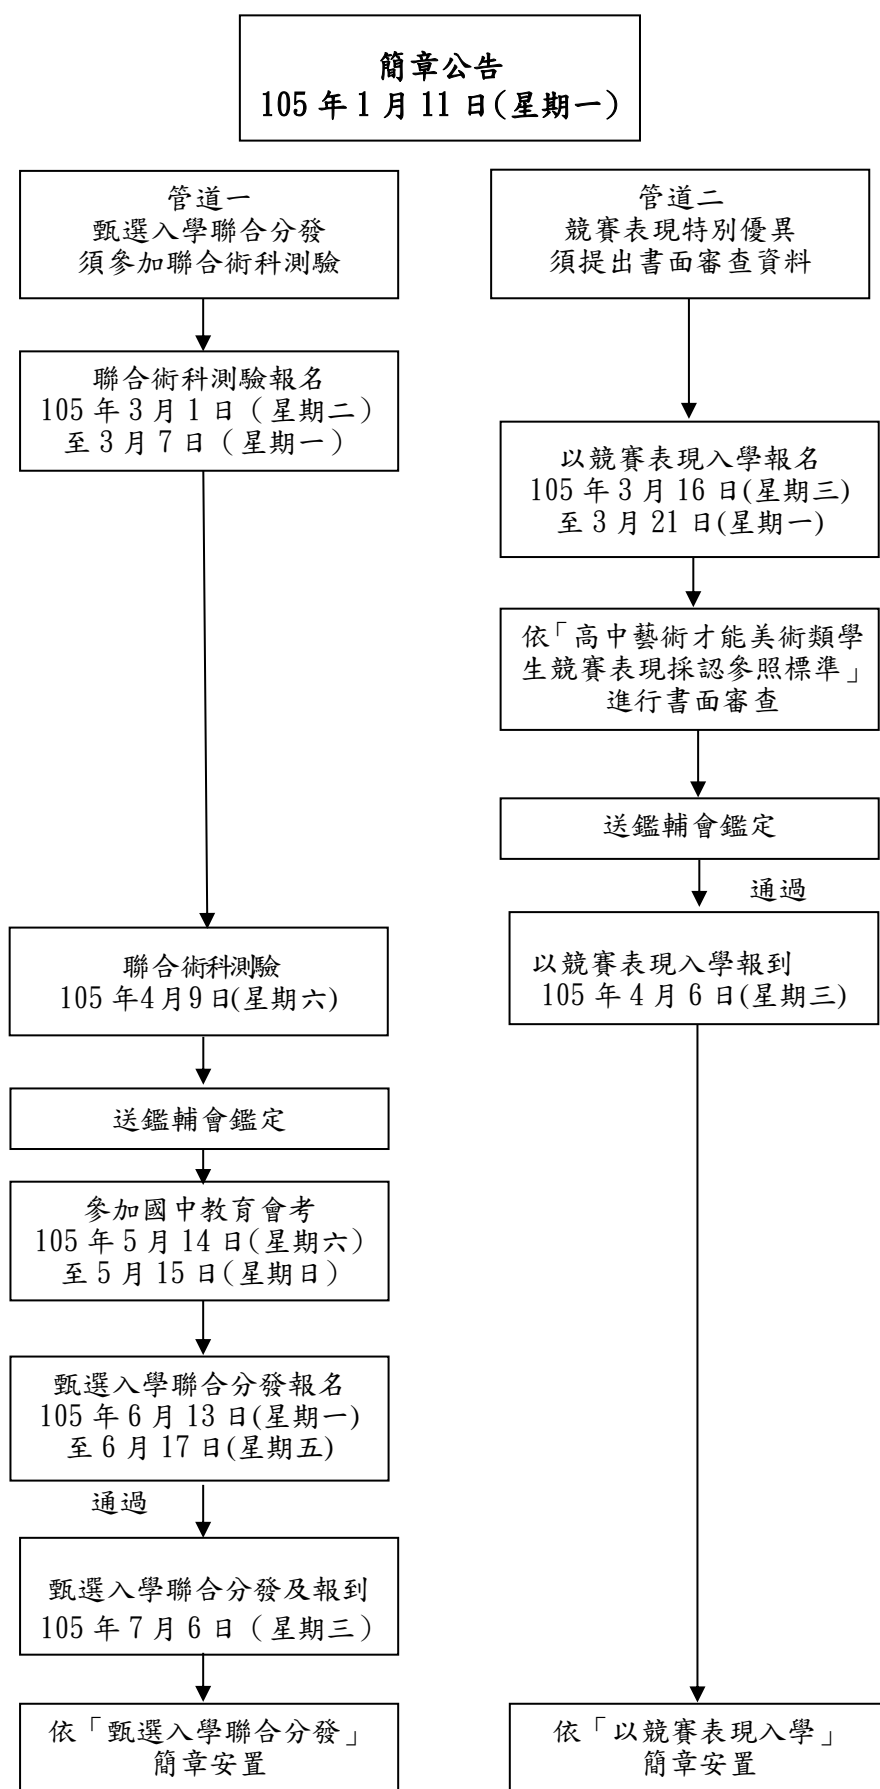 簡章公告
105 年 1 月 11 日(星期一)
管道一
甄選入學聯合分發
須參加聯合術科測驗
聯合術科測驗報名
105 年 3 月 1 日（星期二）
至 3 月 7 日（星期一）
聯合術科測驗
105 年4月9日(星期六)
送鑑輔會鑑定
參加國中教育會考
105 年 5 月 14 日(星期六)
至 5 月 15 日(星期日)
甄選入學聯合分發報名
105 年 6 月 13 日(星期一)
至 6 月 17 日(星期五)
通過
甄選入學聯合分發及報到
105 年 7 月 6 日（星期三）
依「甄選入學聯合分發」
簡章安置
管道二
競賽表現特別優異
須提出書面審查資料
以競賽表現入學報名
105 年 3 月 16 日(星期三)
至 3 月 21 日(星期一)
依「高中藝術才能美術類學
生競賽表現採認參照標準」
進行書面審查
送鑑輔會鑑定
通過
以競賽表現入學報到
105 年 4 月 6 日(星期三)
依「以競賽表現入學」
簡章安置